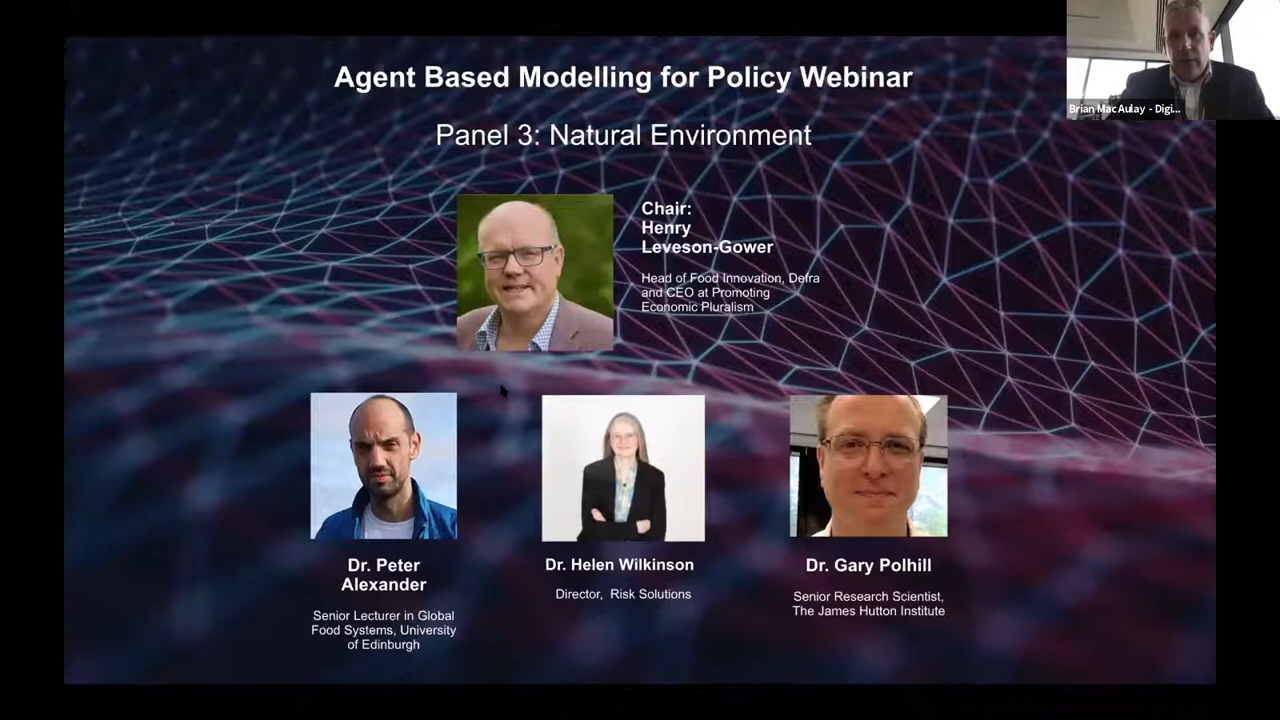 Agent Based Modelling for Policy Webinar
Panel 3: Natural Environment
Brian MacAulay - Digi...
Chair:
Henry
Leveson-Gower
Head of Food Innovation, Defra
and CEO at Promoting
Economic Pluralism
Dr. Peter
Alexander
Senior Lecturer in Global
Food Systems, University
of Edinburgh
Dr. Helen Wilkinson
Director, Risk Solutions
Dr. Gary Polhill
Senior Research Scientist,
The James Hutton Institute